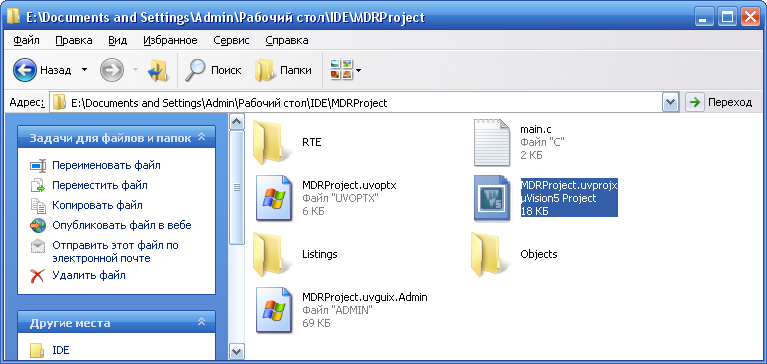 E:\Documents and Settings\Admin\Рабочий стол\IDE\MDRProject
Файл Правка Вид Избранное Сервис Справка
Назад Поиск Папки
Адрес: E:\Documents and Settings\Admin\Рабочий стол\IDE\MDRProject Переход
Задачи для файлов и папок
Переименовать файл
Переместить файл
Копировать файл
Опубликовать файл в вебе
Отправить этот файл по
электронной почте
Удалить файл
Другие места
IDE
RTE
main.c
Файл "C"
2 КБ
MDRProject.uvoptx
Файл "UVOPTX"
6 КБ
MDRProject.uvprojx
µVision5 Project
18 КБ
Listings
Objects
MDRProject.uvguix.Admin
Файл "ADMIN"
69 КБ